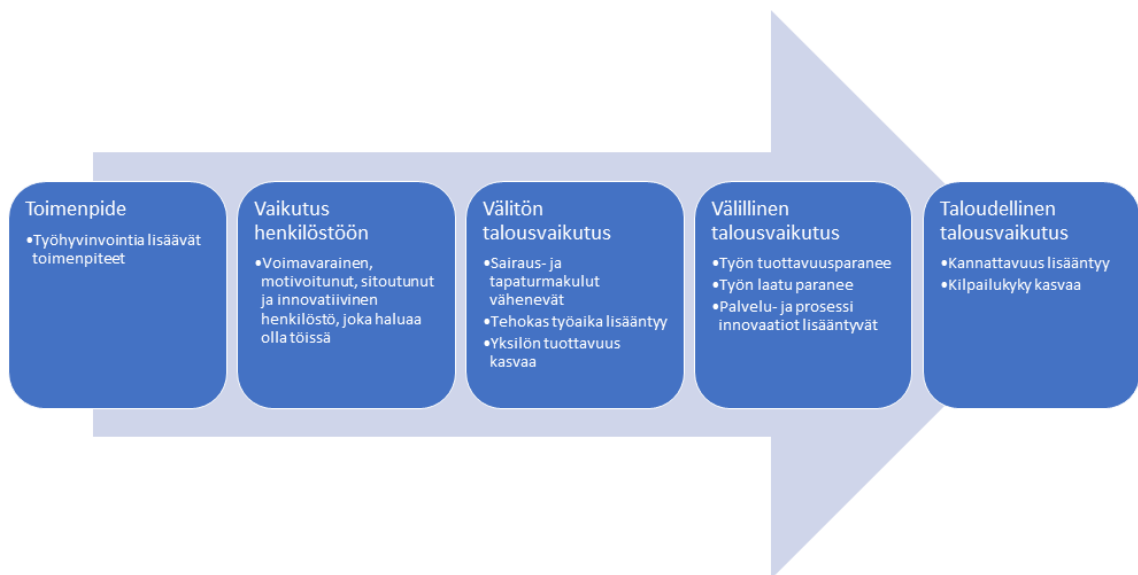 Toimenpide
•Työhyvinvointia lisäävät
toimenpiteet
Vaikutus
henkilöstöön
•Voimavarainen,
motivoitunut, sitoutunut
ja innovatiivinen
henkilöstö, joka haluaa
olla töissä
Välitön
talousvaikutus
•Sairaus- ja
tapaturmakulut
vähenevät
•Tehokas työaika lisääntyy
•Yksilön tuottavuus
kasvaa
Välillinen
talousvaikutus
•Työn tuottavuusparanee
•Työn laatu paranee
•Palvelu- ja prosessi
innovaatiot lisääntyvät
Taloudellinen
talousvaikutus
•Kannattavuus lisääntyy
•Kilpailukyky kasvaa